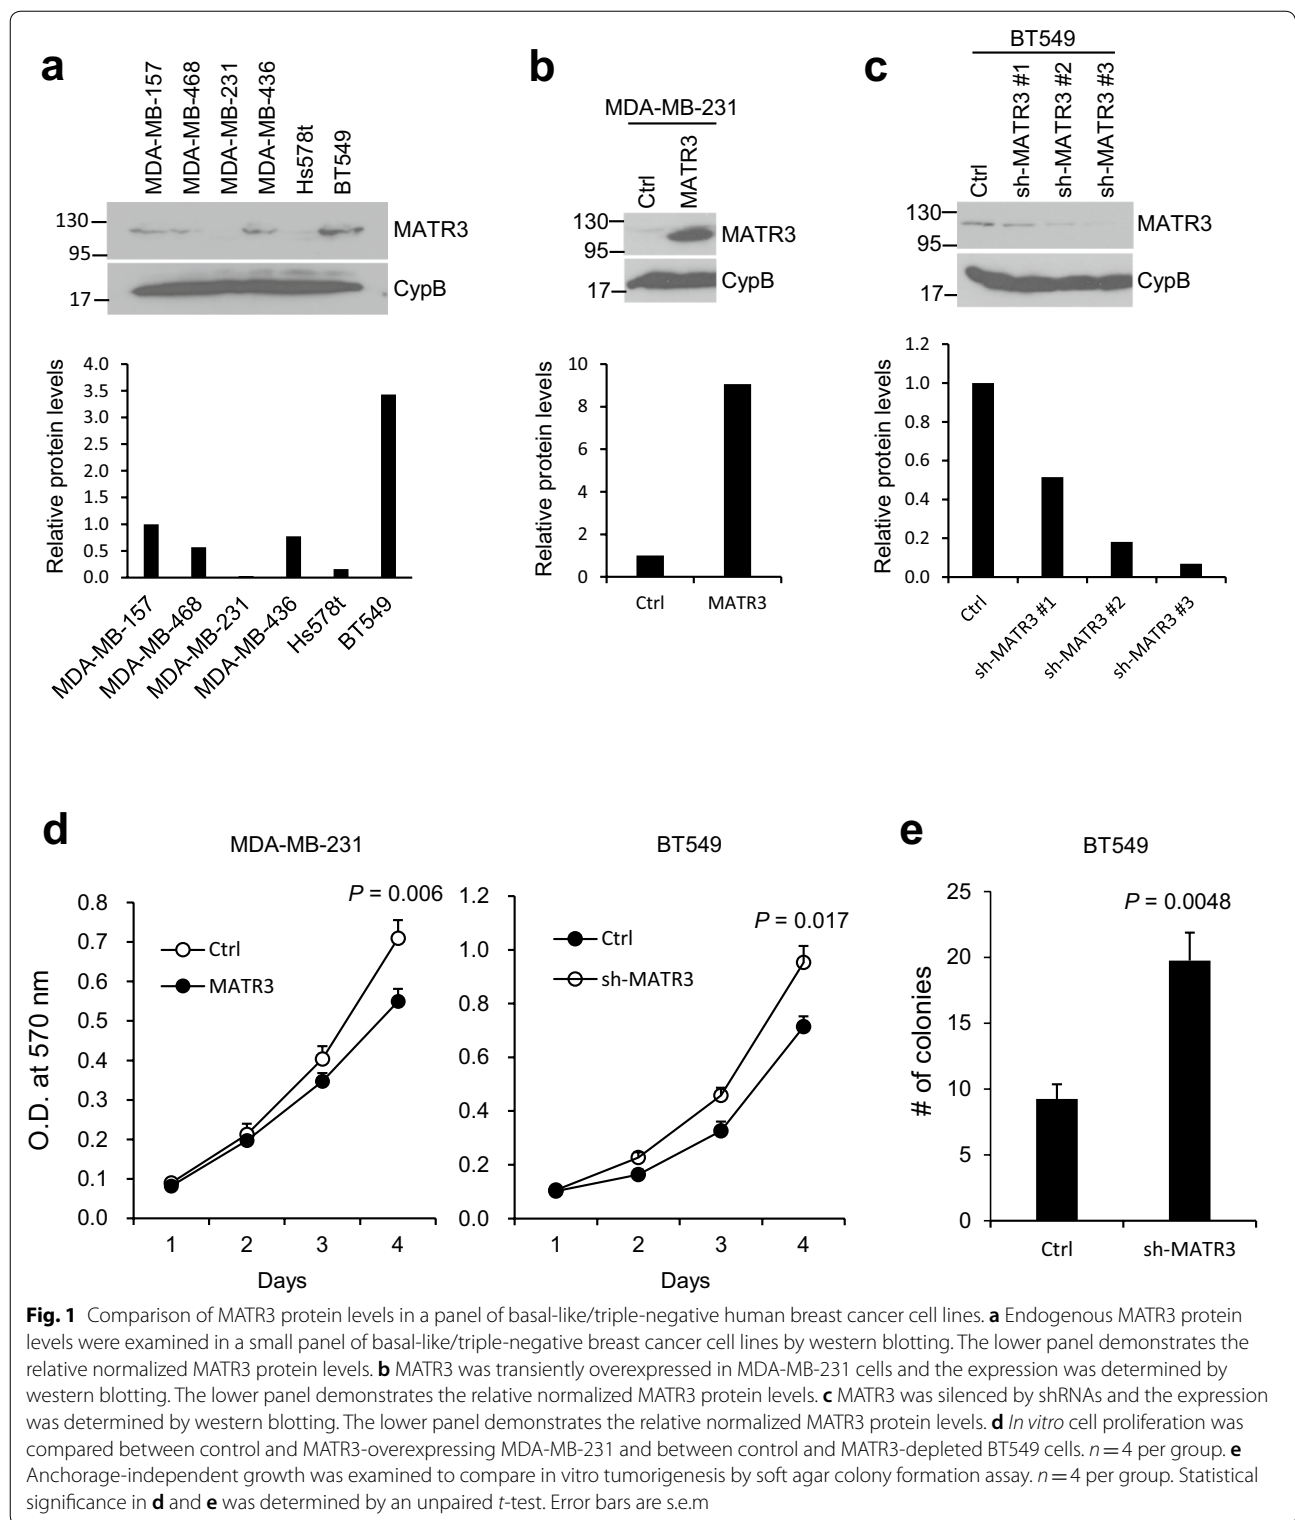 a
MDA-MB-157
MDA-MB-468
MDA-MB-231
MDA-MB-436
Hs578t
BT549
130
95
MATR3
17
CypB
Relative protein levels
4.0
3.5
3.0
2.5
2.0
1.5
1.0
0.5
0.0
MDA-MB-157
MDA-MB-468
MDA-MB-231
MDA-MB-436
Hs578t
BT549
b
MDA-MB-231
Ctrl
MATR3
130
95
MATR3
17
CypB
Relative protein levels
10
8
6
4
2
0
Ctrl
MATR3
c
BT549
Ctrl
sh-MATR3 #1
sh-MATR3 #2
sh-MATR3 #3
130
95
MATR3
17
CypB
Relative protein levels
1.2
1.0
0.8
0.6
0.4
0.2
0.0
Ctrl
sh-MATR3 #1
sh-MATR3 #2
sh-MATR3 #3
d
MDA-MB-231
O.D. at 570 nm
0.8
0.7
0.6
0.5
0.4
0.3
0.2
0.1
0.0
P = 0.006
Ctrl
MATR3
1 2 3 4
Days
BT549
1.2
1.0
0.8
0.6
0.4
0.2
0.0
P = 0.017
Ctrl
sh-MATR3
1 2 3 4
Days
e
BT549
# of colonies
25
20
15
10
5
0
P = 0.0048
Ctrl
sh-MATR3
Fig. 1 Comparison of MATR3 protein levels in a panel of basal-like/triple-negative human breast cancer cell lines. a Endogenous MATR3 protein
levels were examined in a small panel of basal-like/triple-negative breast cancer cell lines by western blotting. The lower panel demonstrates the
relative normalized MATR3 protein levels. b MATR3 was transiently overexpressed in MDA-MB-231 cells and the expression was determined by
western blotting. The lower panel demonstrates the relative normalized MATR3 protein levels. c MATR3 was silenced by shRNAs and the expression
was determined by western blotting. The lower panel demonstrates the relative normalized MATR3 protein levels. d In vitro cell proliferation was
compared between control and MATR3-overexpressing MDA-MB-231 and between control and MATR3-depleted BT549 cells. n = 4 per group. e
Anchorage-independent growth was examined to compare in vitro tumorigenesis by soft agar colony formation assay. n = 4 per group. Statistical
significance in d and e was determined by an unpaired t-test. Error bars are s.e.m